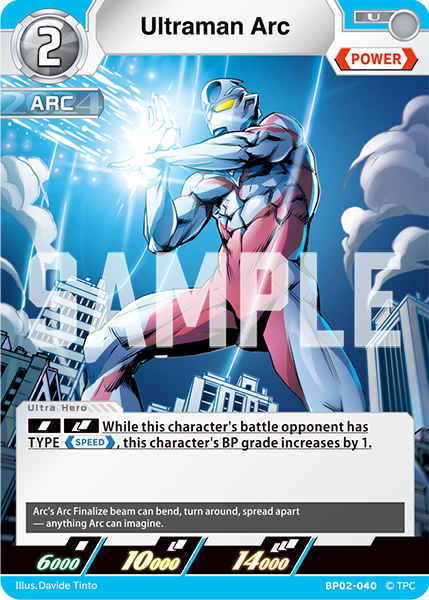 2
Ultraman Arc
U
POWER
ARC
SAMPLE
Ultra Hero
While this character's battle opponent has
TYPE SPEED, this character's BP grade increases by 1.
Arc's Arc Finalize beam can bend, turn around, spread apart
— anything Arc can imagine.
6000 10000 14000
Illus. Davide Tinto BP02-040 © TPC